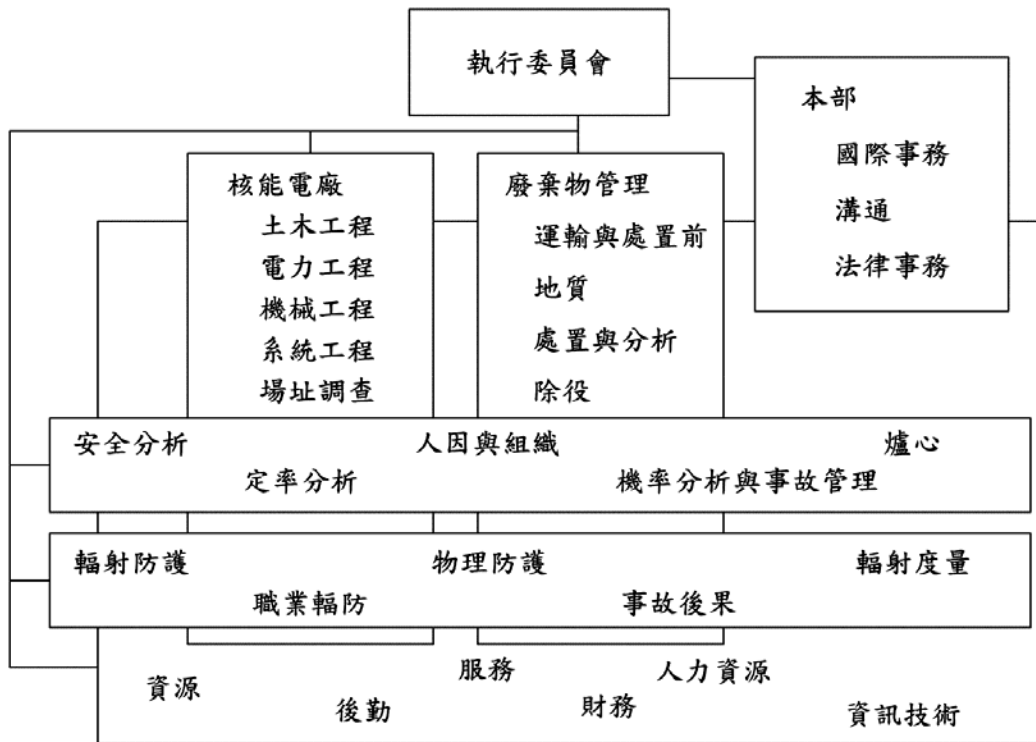 執行委員會
本部
國際事務
溝通
法律事務
核能電廠
土木工程
電力工程
機械工程
系統工程
場址調查
廢棄物管理
運輸與處置前
地質
處置與分析
除役
安全分析
人因與組織
爐心
定率分析
機率分析與事故管理
輻射防護
物理防護
輻射度量
職業輻防
事故後果
資源
服務
人力資源
後勤
財務
資訊技術